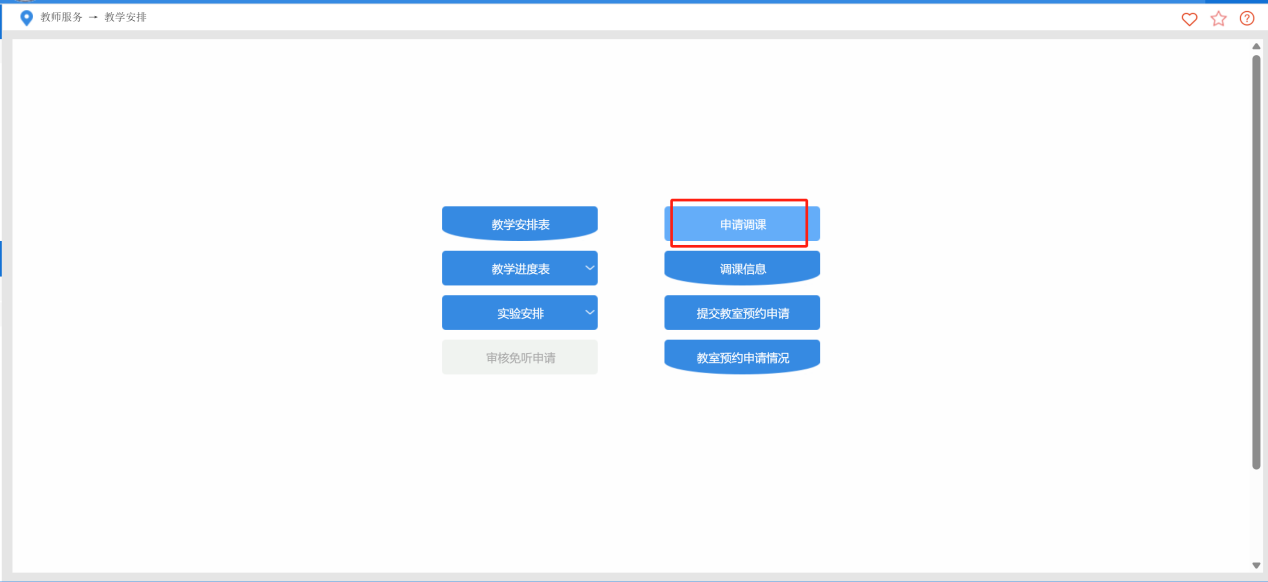 教师服务 → 教学安排
教学安排表
申请调课
教学进度表
调课信息
实验安排
提交教室预约申请
审核免听申请
教室预约申请情况